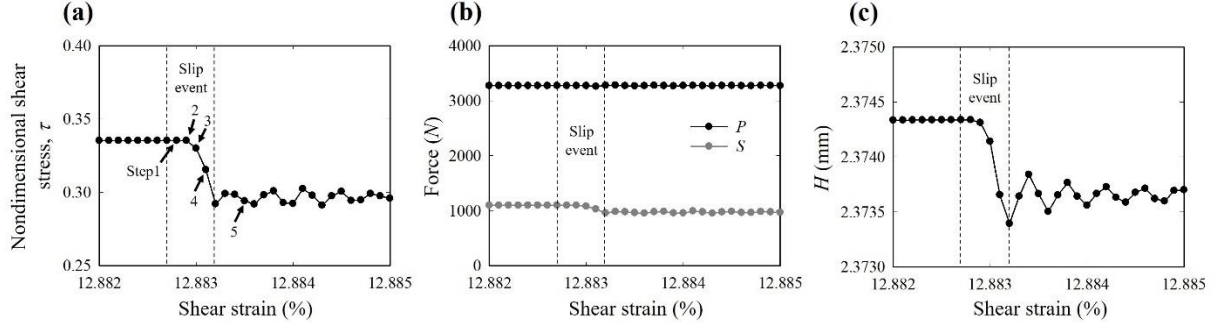 (a)
Nondimensional shear
stress, τ
0.40
0.35
0.30
0.25
Slip
event
2
3
Step1
4
5
12.882
12.883
12.884
12.885
Shear strain (%)
(b)
Force (N)
4000
3000
2000
1000
0
Slip
event
P
S
12.882
12.883
12.884
12.885
Shear strain (%)
(c)
H (mm)
2.3750
2.3745
2.3740
2.3735
2.3730
Slip
event
12.882
12.883
12.884
12.885
Shear strain (%)